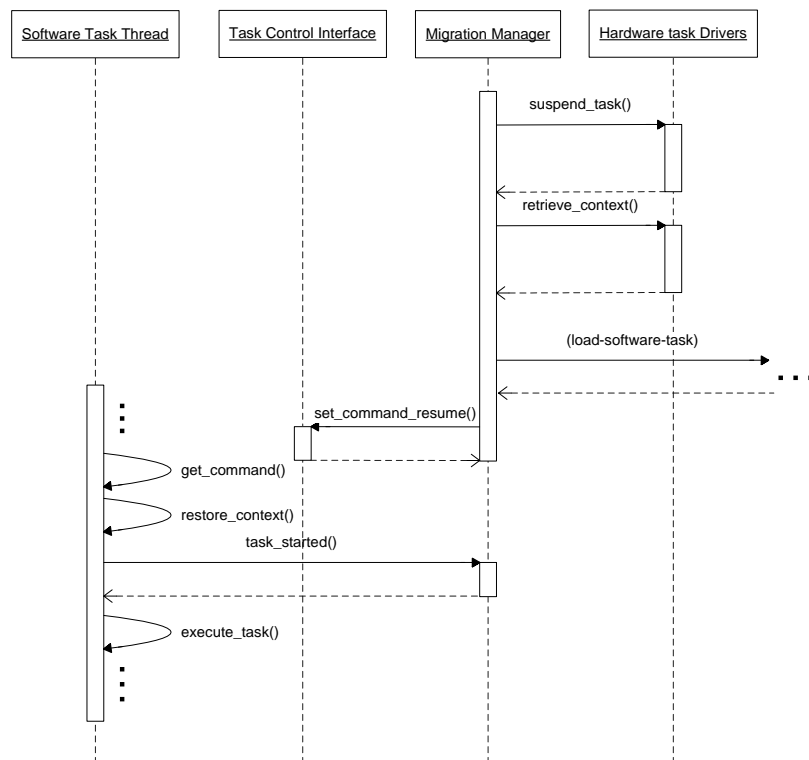 Software Task Thread
Task Control Interface
Migration Manager
Hardware task Drivers
suspend_task()
retrieve_context()
(load-software-task)
set_command_resume()
get_command()
restore_context()
task_started()
execute_task()